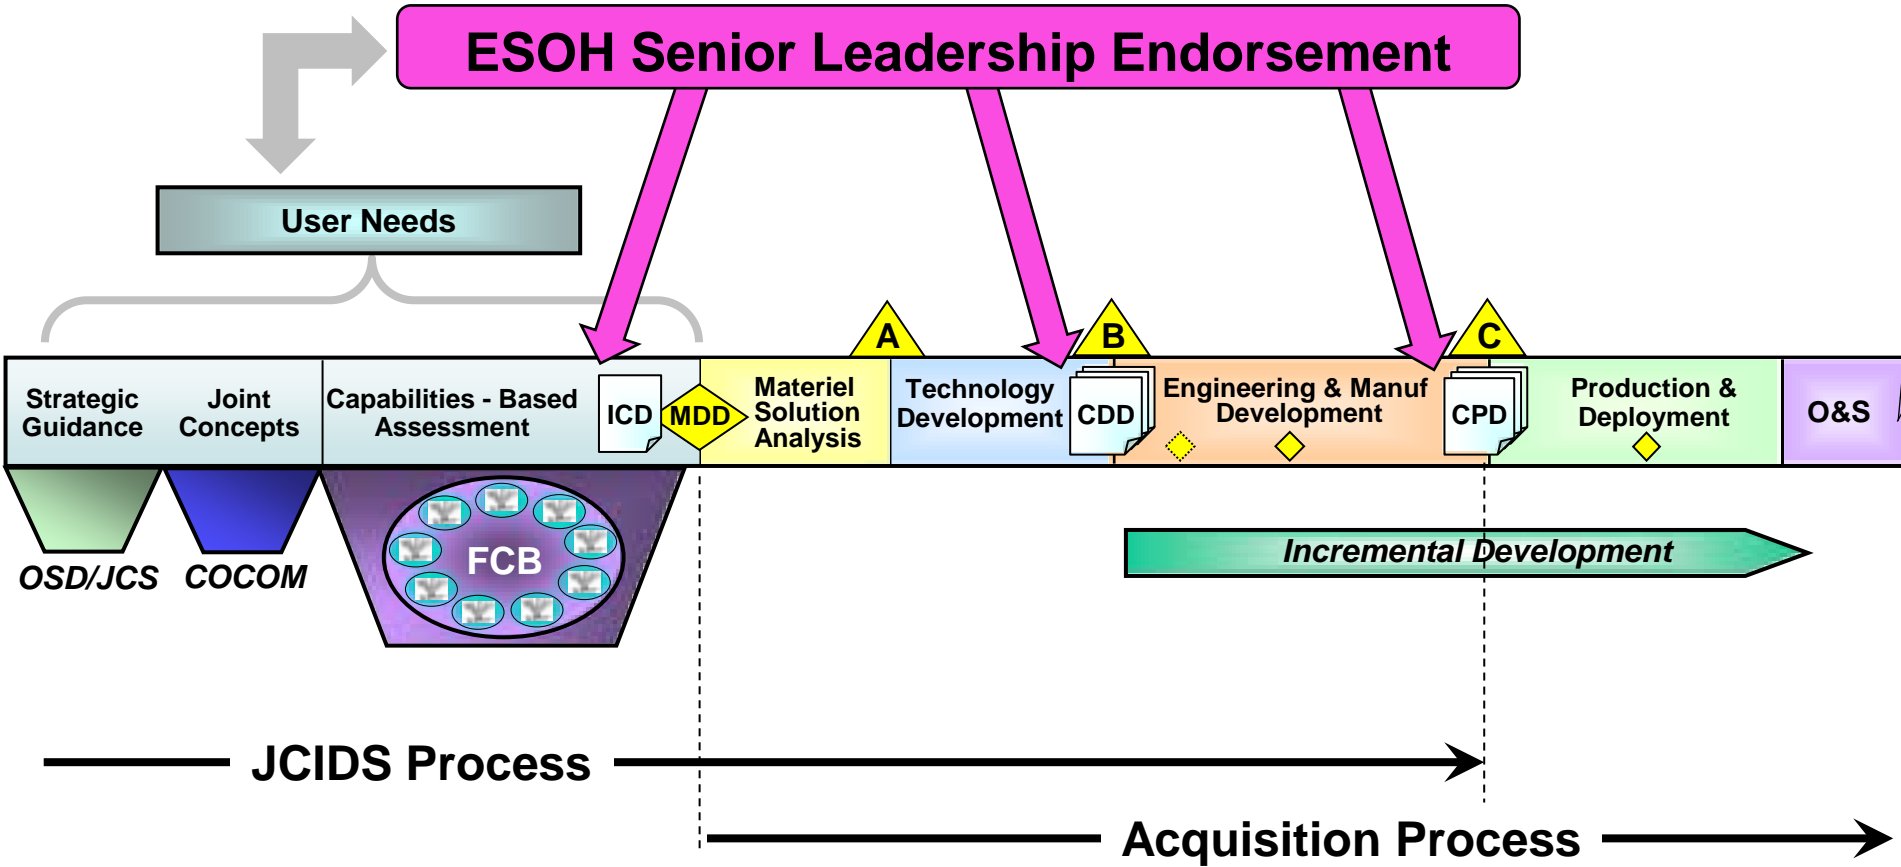 ESOH Senior Leadership Endorsement
User Needs
A
B
C
Strategic
Guidance
Joint
Concepts
Capabilities - Based
Assessment
ICD
MDD
Materiel
Solution
Analysis
Technology
Development
CDD
Engineering & Manuf
Development
CPD
Production &
Deployment
O&S
OSD/JCS
COCOM
FCB
Incremental Development
JCIDS Process
Acquisition Process